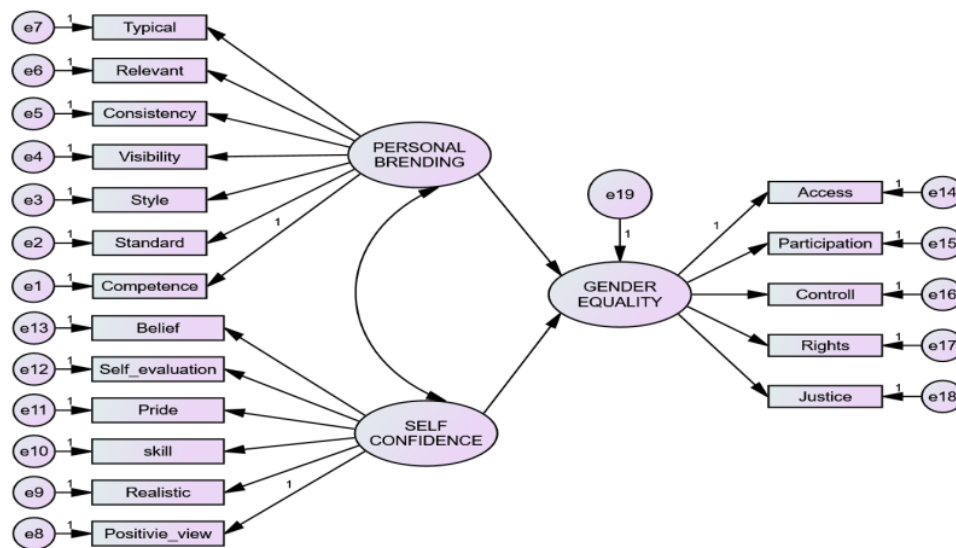 e7 1 Typical
e6 1 Relevant
e5 1 Consistency
e4 1 Visibility
e3 1 Style
e2 1 Standard
e1 1 Competence
1
PERSONAL
BRENDING
e13 1 Belief
e12 1 Self_evaluation
e11 1 Pride
e10 1 skill
e9 1 Realistic
e8 1 Positivie_view
1
SELF
CONFIDENCE
e19
1
GENDER
EQUALITY
1
Access 1 e14
Participation 1 e15
Controll 1 e16
Rights 1 e17
Justice 1 e18